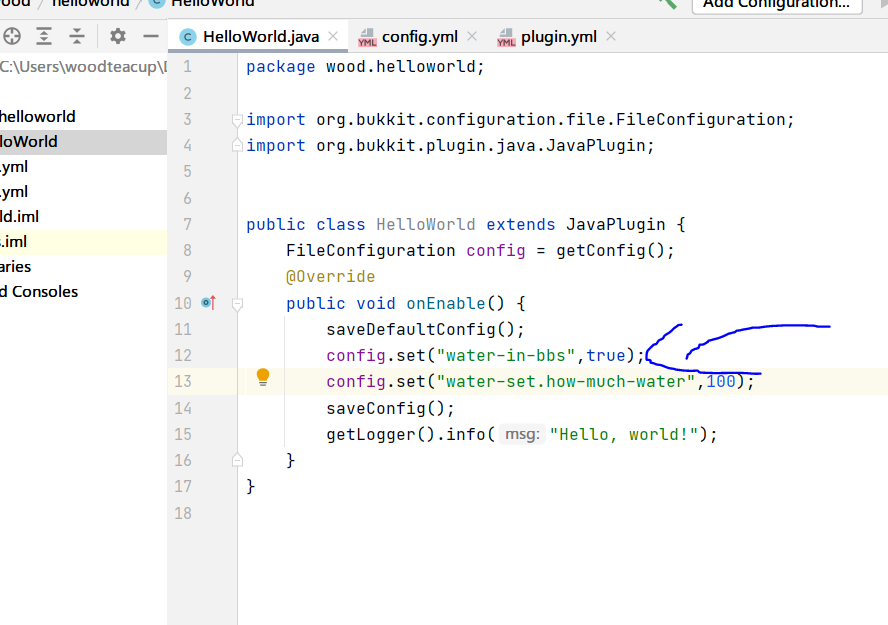 helloworld / HelloWorld
Add Configuration...
HelloWorld.java
config.yml
plugin.yml
C:\Users\woodteacup\
helloworld
loWorld
.yml
.yml
ld.iml
s.iml
aries
d Consoles
1 package wood.helloworld;
2
3 import org.bukkit.configuration.file.FileConfiguration;
4 import org.bukkit.plugin.java.JavaPlugin;
5
6
7 public class HelloWorld extends JavaPlugin {
8 FileConfiguration config = getConfig();
9 @Override
10 public void onEnable() {
11 saveDefaultConfig();
12 config.set("water-in-bbs",true);
13 config.set("water-set.how-much-water",100);
14 saveConfig();
15 getLogger().info( msg: "Hello, world!");
16 }
17 }
18